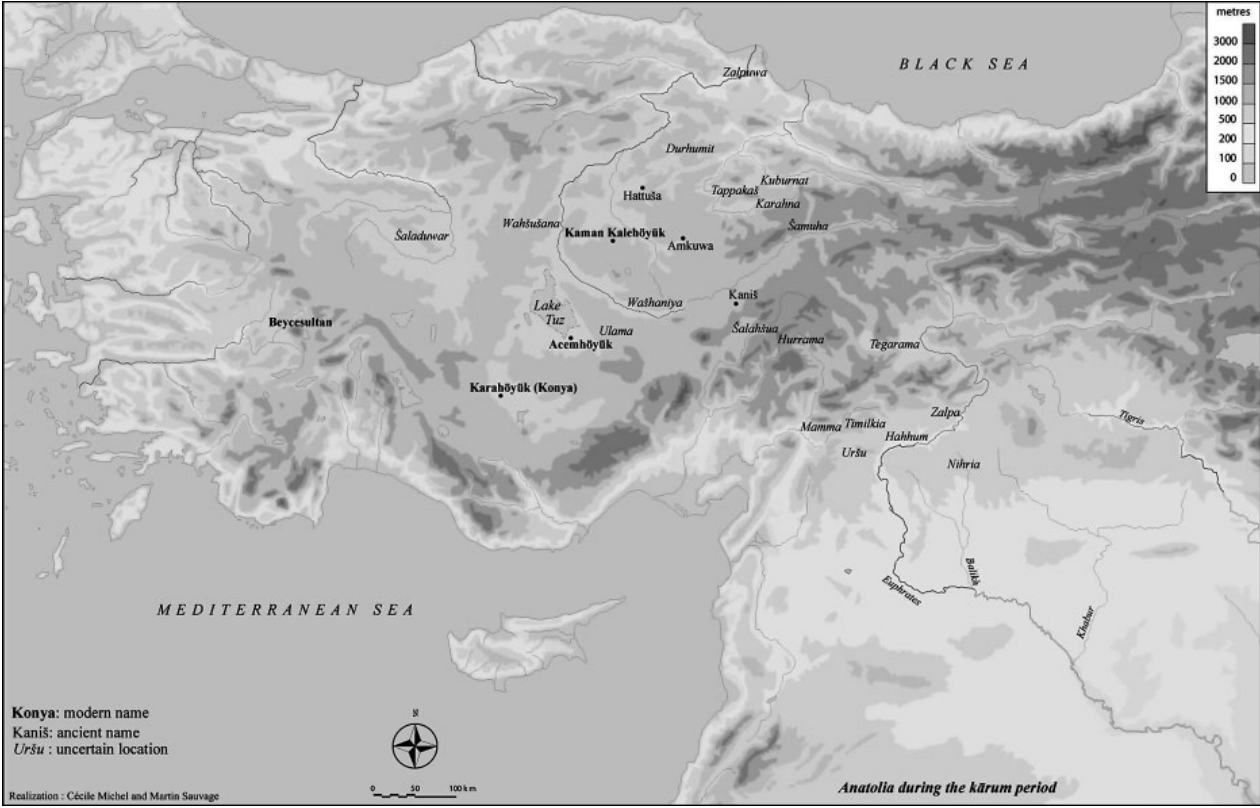 metres
3000
2000
1500
1000
500
200
100
0
BLACK SEA
Zalpuwa
Durhumit
Hattuša
Kuburnat
Tappakaš
Karahna
Šaladuwar
Wahšušana
Kaman Kalehöyük
Amkuwa
Šamuha
Lake
Tuz
Wašhaniya
Kaniš
Beycesultan
Ulama
Acemhöyük
Šalahšua
Hurrama
Tegarama
Karahöyük (Konya)
Mamma
Timilkia
Zalpa
Hahhum
Uršu
Nihria
Tigris
Balikh
Euphrates
Khabur
MEDITERRANEAN SEA
Konya: modern name
Kaniš: ancient name
Uršu : uncertain location
N
0 50 100 km
Realization : Cécile Michel and Martin Sauvage
Anatolia during the kārum period